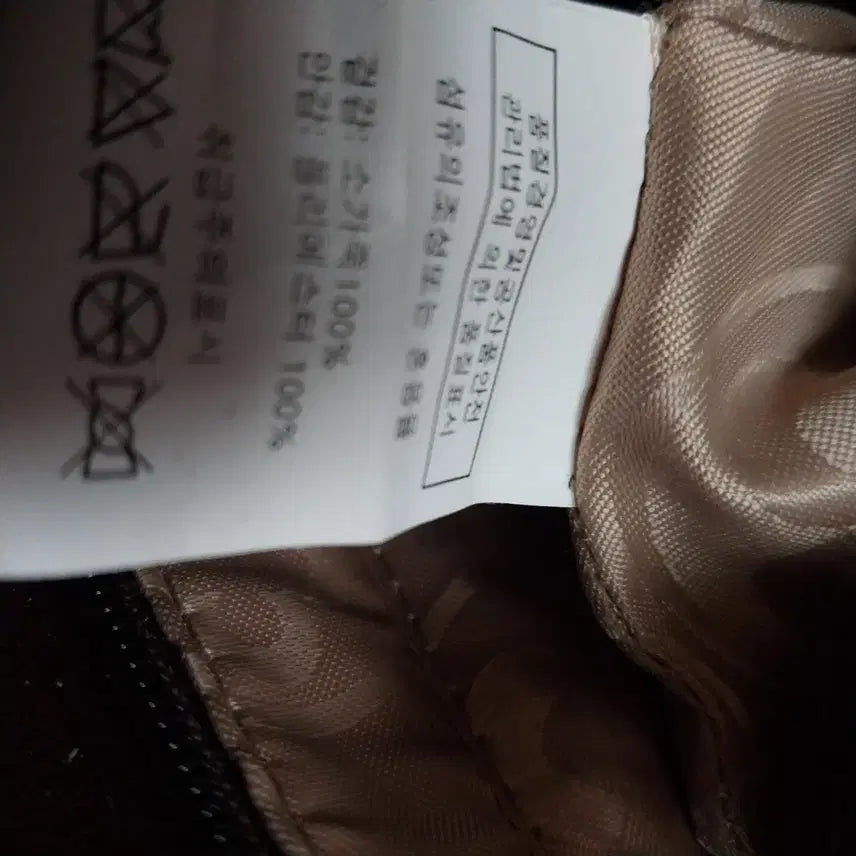 품질경영및공산품안전
관리법에 의한 품질표시
섬유의조성또는 혼용률
겉감: 소가죽100%
안감: 폴리에스터 100%
취급주의표시